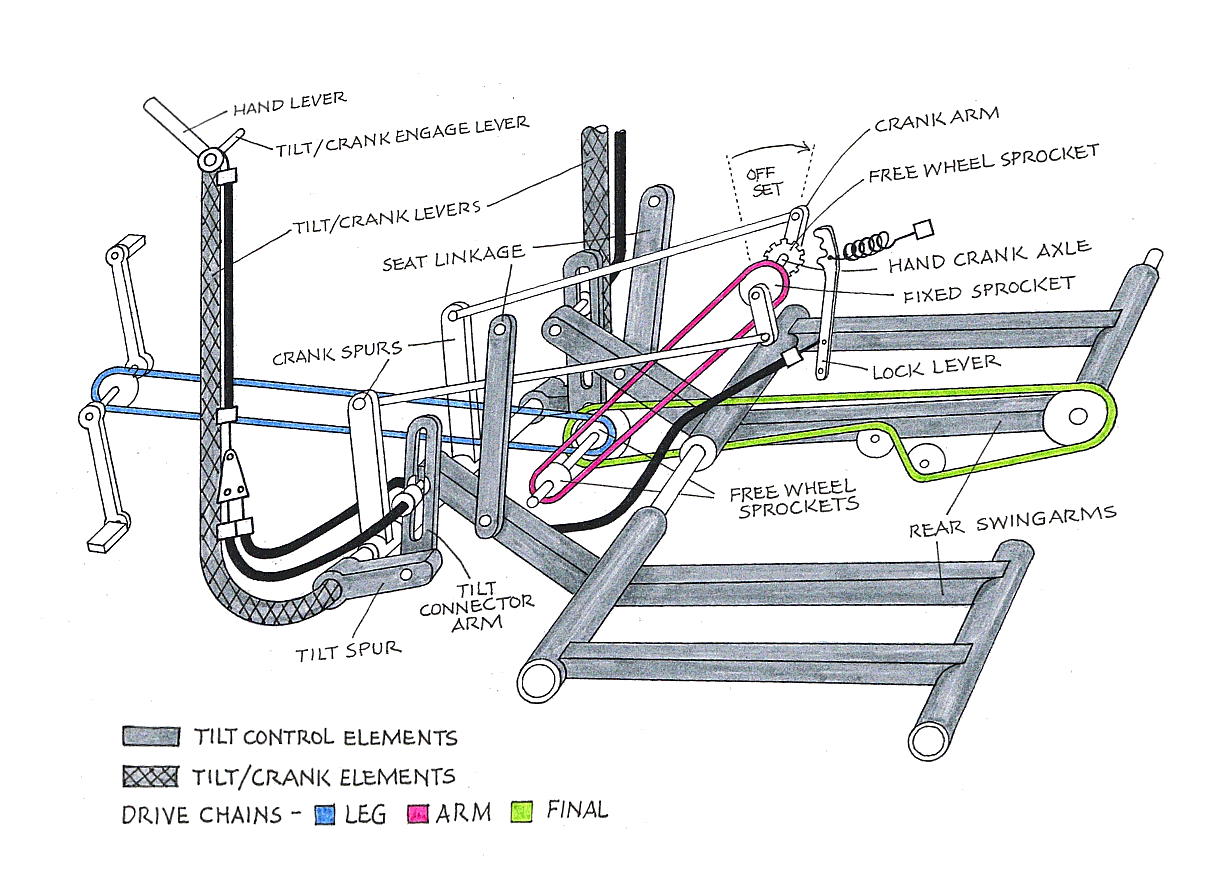 HAND LEVER
TILT/CRANK ENGAGE LEVER
CRANK ARM
FREE WHEEL SPROCKET
OFF
SET
TILT/CRANK LEVERS
SEAT LINKAGE
HAND CRANK AXLE
FIXED SPROCKET
CRANK SPURS
LOCK LEVER
FREE WHEEL
SPROCKETS
REAR SWINGARMS
TILT
CONNECTOR
ARM
TILT SPUR
TILT CONTROL ELEMENTS
TILT/CRANK ELEMENTS
DRIVE CHAINS - LEG ARM FINAL